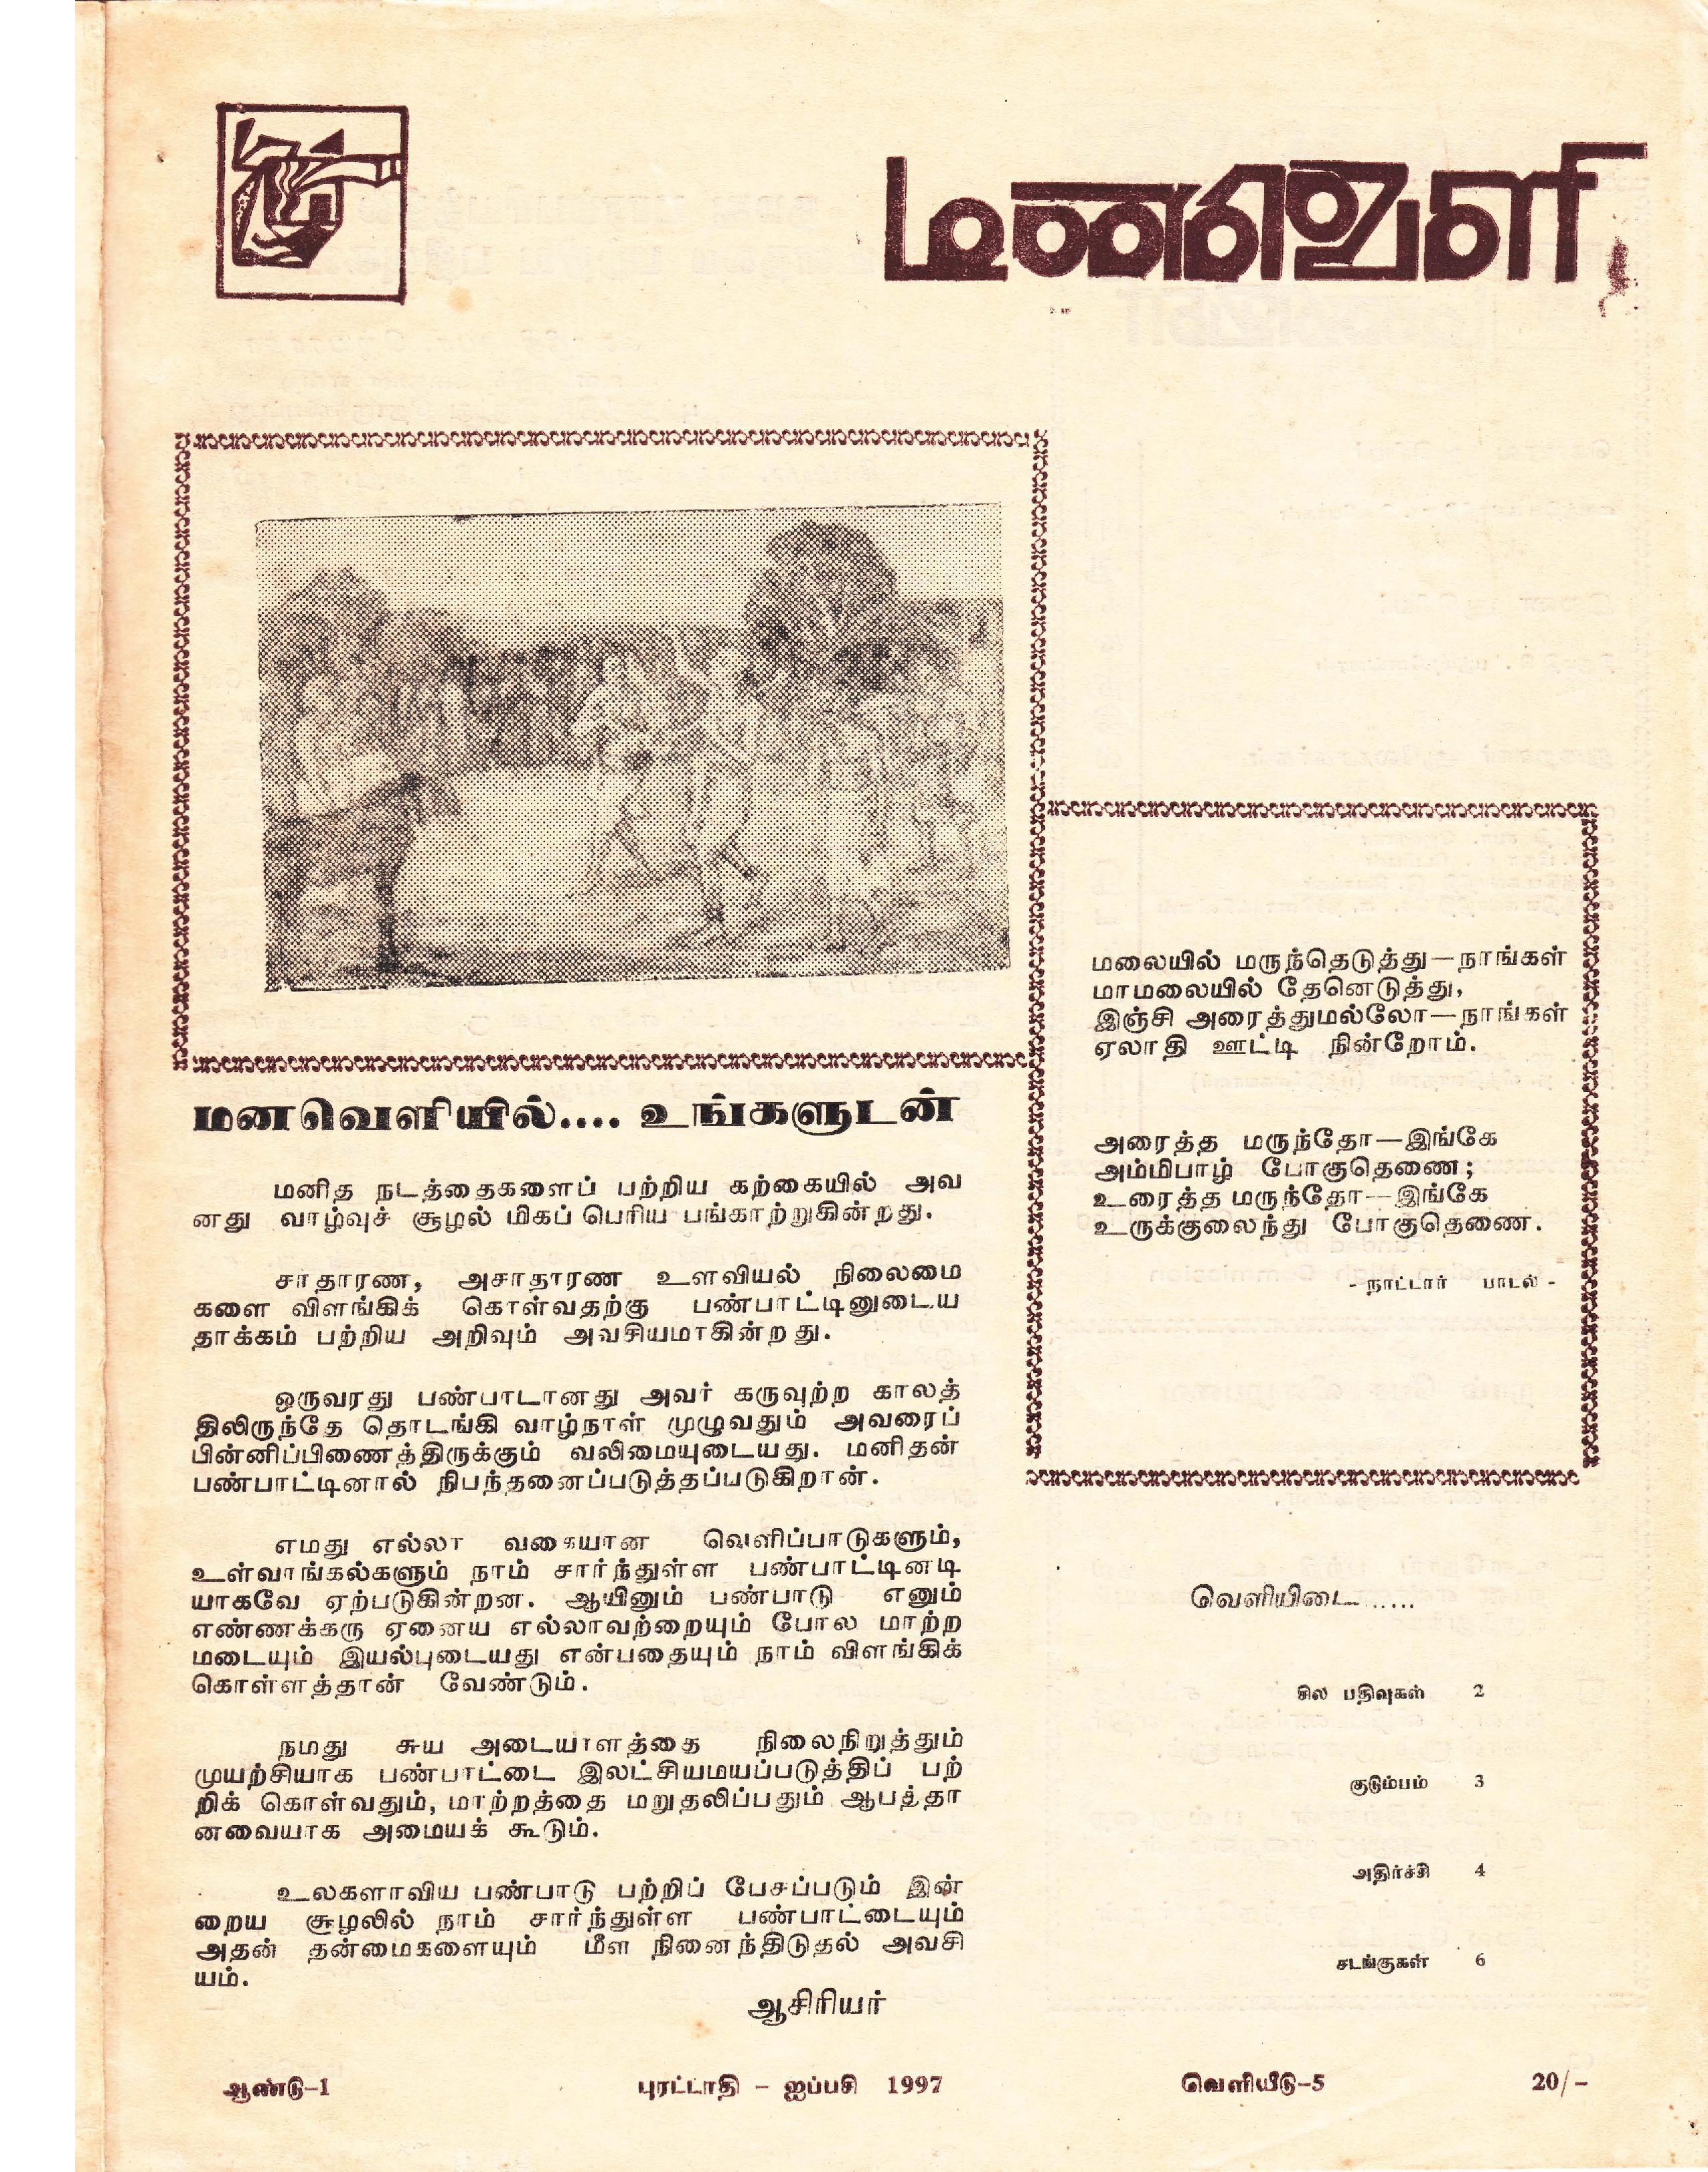 மனவெளி
மனவெளியில்.... உங்களுடன்
மனித நடத்தைகளைப் பற்றிய கற்கையில் அவ
னது வாழ்வுச் சூழல் மிகப் பெரிய பங்காற்றுகின்றது.
சாதாரண, அசாதாரண உளவியல் நிலைமை
களை விளங்கிக் கொள்வதற்கு பண்பாட்டினுடைய
தாக்கம் பற்றிய அறிவும் அவசியமாகின்றது.
ஒருவரது பண்பாடானது அவர் கருவுற்ற காலத்
திலிருந்தே தொடங்கி வாழ்நாள் முழுவதும் அவரைப்
பின்னிப்பிணைத்திருக்கும் வலிமையுடையது. மனிதன்
பண்பாட்டினால் நிபந்தனைப்படுத்தப்படுகிறான்.
எமது எல்லா வகையான வெளிப்பாடுகளும்,
உள்வாங்கல்களும் நாம் சார்ந்துள்ள பண்பாட்டினடி
யாகவே ஏற்படுகின்றன. ஆயினும் பண்பாடு எனும்
எண்ணக்கரு ஏனைய எல்லாவற்றையும் போல மாற்ற
மடையும் இயல்புடையது என்பதையும் நாம் விளங்கிக்
கொள்ளத்தான் வேண்டும்.
நமது சுய அடையாளத்தை நிலைநிறுத்தும்
முயற்சியாக பண்பாட்டை இலட்சியமயப்படுத்திப் பற்
றிக் கொள்வதும், மாற்றத்தை மறுதலிப்பதும் ஆபத்தா
னவையாக அமையக் கூடும்.
உலகளாவிய பண்பாடு பற்றிப் பேசப்படும் இன்
றைய சூழலில் நாம் சார்ந்துள்ள பண்பாட்டையும்
அதன் தன்மைகளையும் மீள நினைந்திடுதல் அவசி
யம்.
ஆசிரியர்
மலையில் மருந்தெடுத்து—நாங்கள்
மாமலையில் தேனெடுத்து,
இஞ்சி அரைத்துமல்லோ—நாங்கள்
ஏலாதி ஊட்டி நின்றோம்.
அரைத்த மருந்தோ—இங்கே
அம்மிபாழ் போகுதெணை;
உரைத்த மருந்தோ—இங்கே
உருக்குலைந்து போகுதெணை.
- நாட்டார் பாடல் -
வெளியிடை.....
சில பதிவுகள் 2
குடும்பம் 3
அதிர்ச்சி 4
சடங்குகள் 6
ஆண்டு-1 புரட்டாதி - ஐப்பசி 1997 வெளியீடு-5 20/-